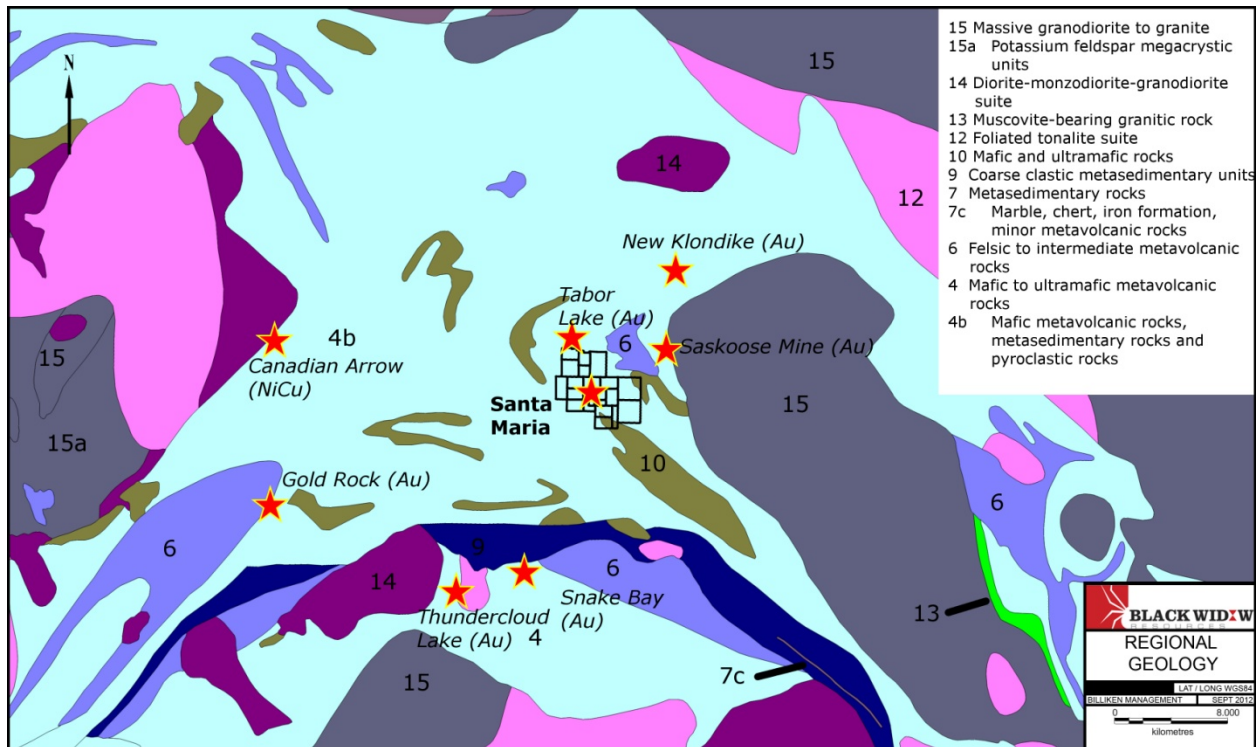 N
15 Massive granodiorite to granite
15a Potassium feldspar megacrystic
units
14 Diorite-monzodiorite-granodiorite
suite
13 Muscovite-bearing granitic rock
12 Foliated tonalite suite
10 Mafic and ultramafic rocks
9 Coarse clastic metasedimentary units
7 Metasedimentary rocks
7c Marble, chert, iron formation,
minor metavolcanic rocks
6 Felsic to intermediate metavolcanic
rocks
4 Mafic to ultramafic metavolcanic
rocks
4b Mafic metavolcanic rocks,
metasedimentary rocks and
pyroclastic rocks
15
14
12
New Klondike (Au)
Tabor
Lake (Au)
6
Saskoose Mine (Au)
4b
Canadian Arrow
(NiCu)
15
Santa
Maria
15
15a
10
Gold Rock (Au)
6
6
9
6
14
Snake Bay
(Au)
Thundercloud
Lake (Au)
4
13
7c
15
BLACK WIDOW
RESOURCES
REGIONAL
GEOLOGY
LAT / LONG WGS84
BILLIKEN MANAGEMENT
SEPT 2012
0
8.000
kilometres